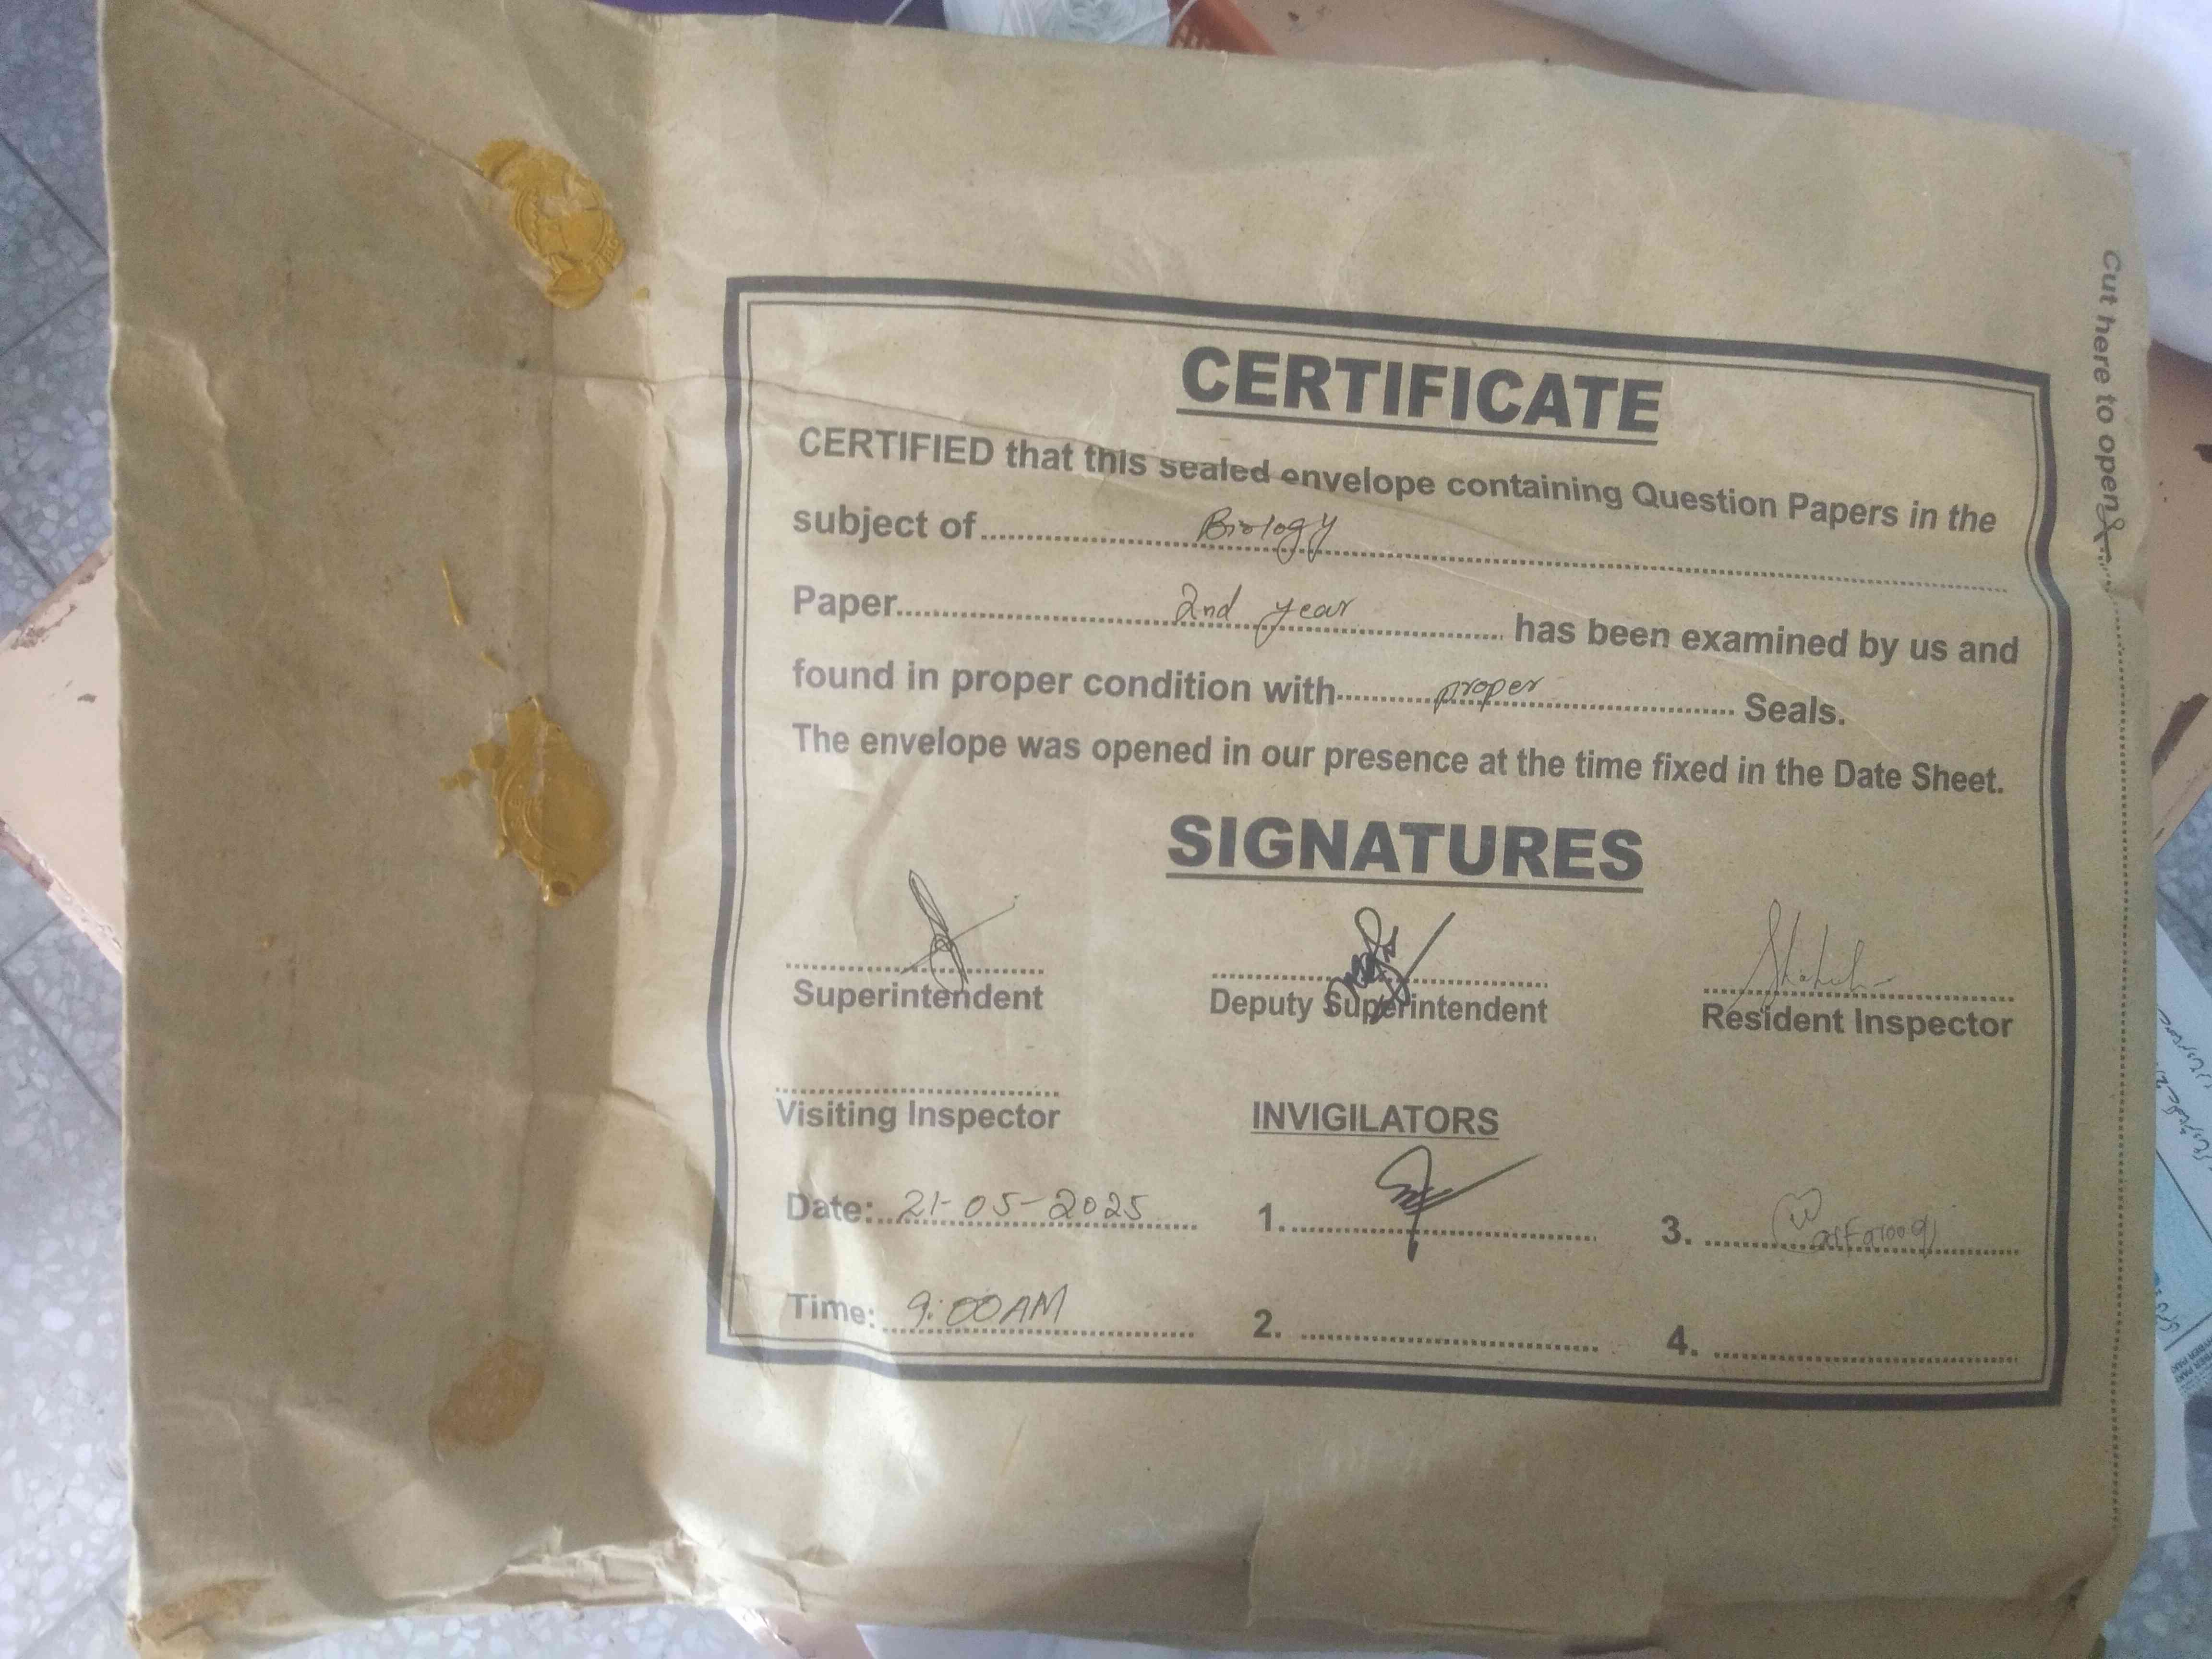 CERTIFICATE
CERTIFIED that this sealed envelope containing Question Papers in the
subject of.......... Biology ..........
Paper.......... 2nd year .......... has been examined by us and
found in proper condition with.......... proper .......... Seals.
The envelope was opened in our presence at the time fixed in the Date Sheet.
SIGNATURES
Superintendent Deputy Superintendent Resident Inspector
Visiting Inspector INVIGILATORS
Date: 21-05-2025 1. 3.
Time: 9:00AM 2. 4.
Cut here to open